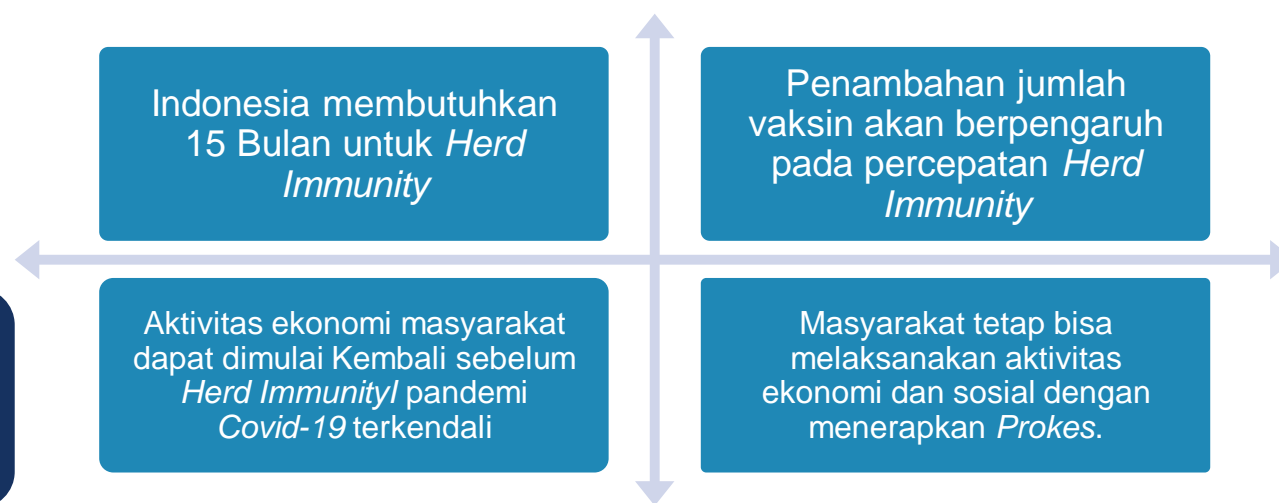 Indonesia membutuhkan
15 Bulan untuk Herd
Immunity
Penambahan jumlah
vaksin akan berpengaruh
pada percepatan Herd
Immunity
Aktivitas ekonomi masyarakat
dapat dimulai Kembali sebelum
Herd ImmunityI pandemi
Covid-19 terkendali
Masyarakat tetap bisa
melaksanakan aktivitas
ekonomi dan sosial dengan
menerapkan Prokes.